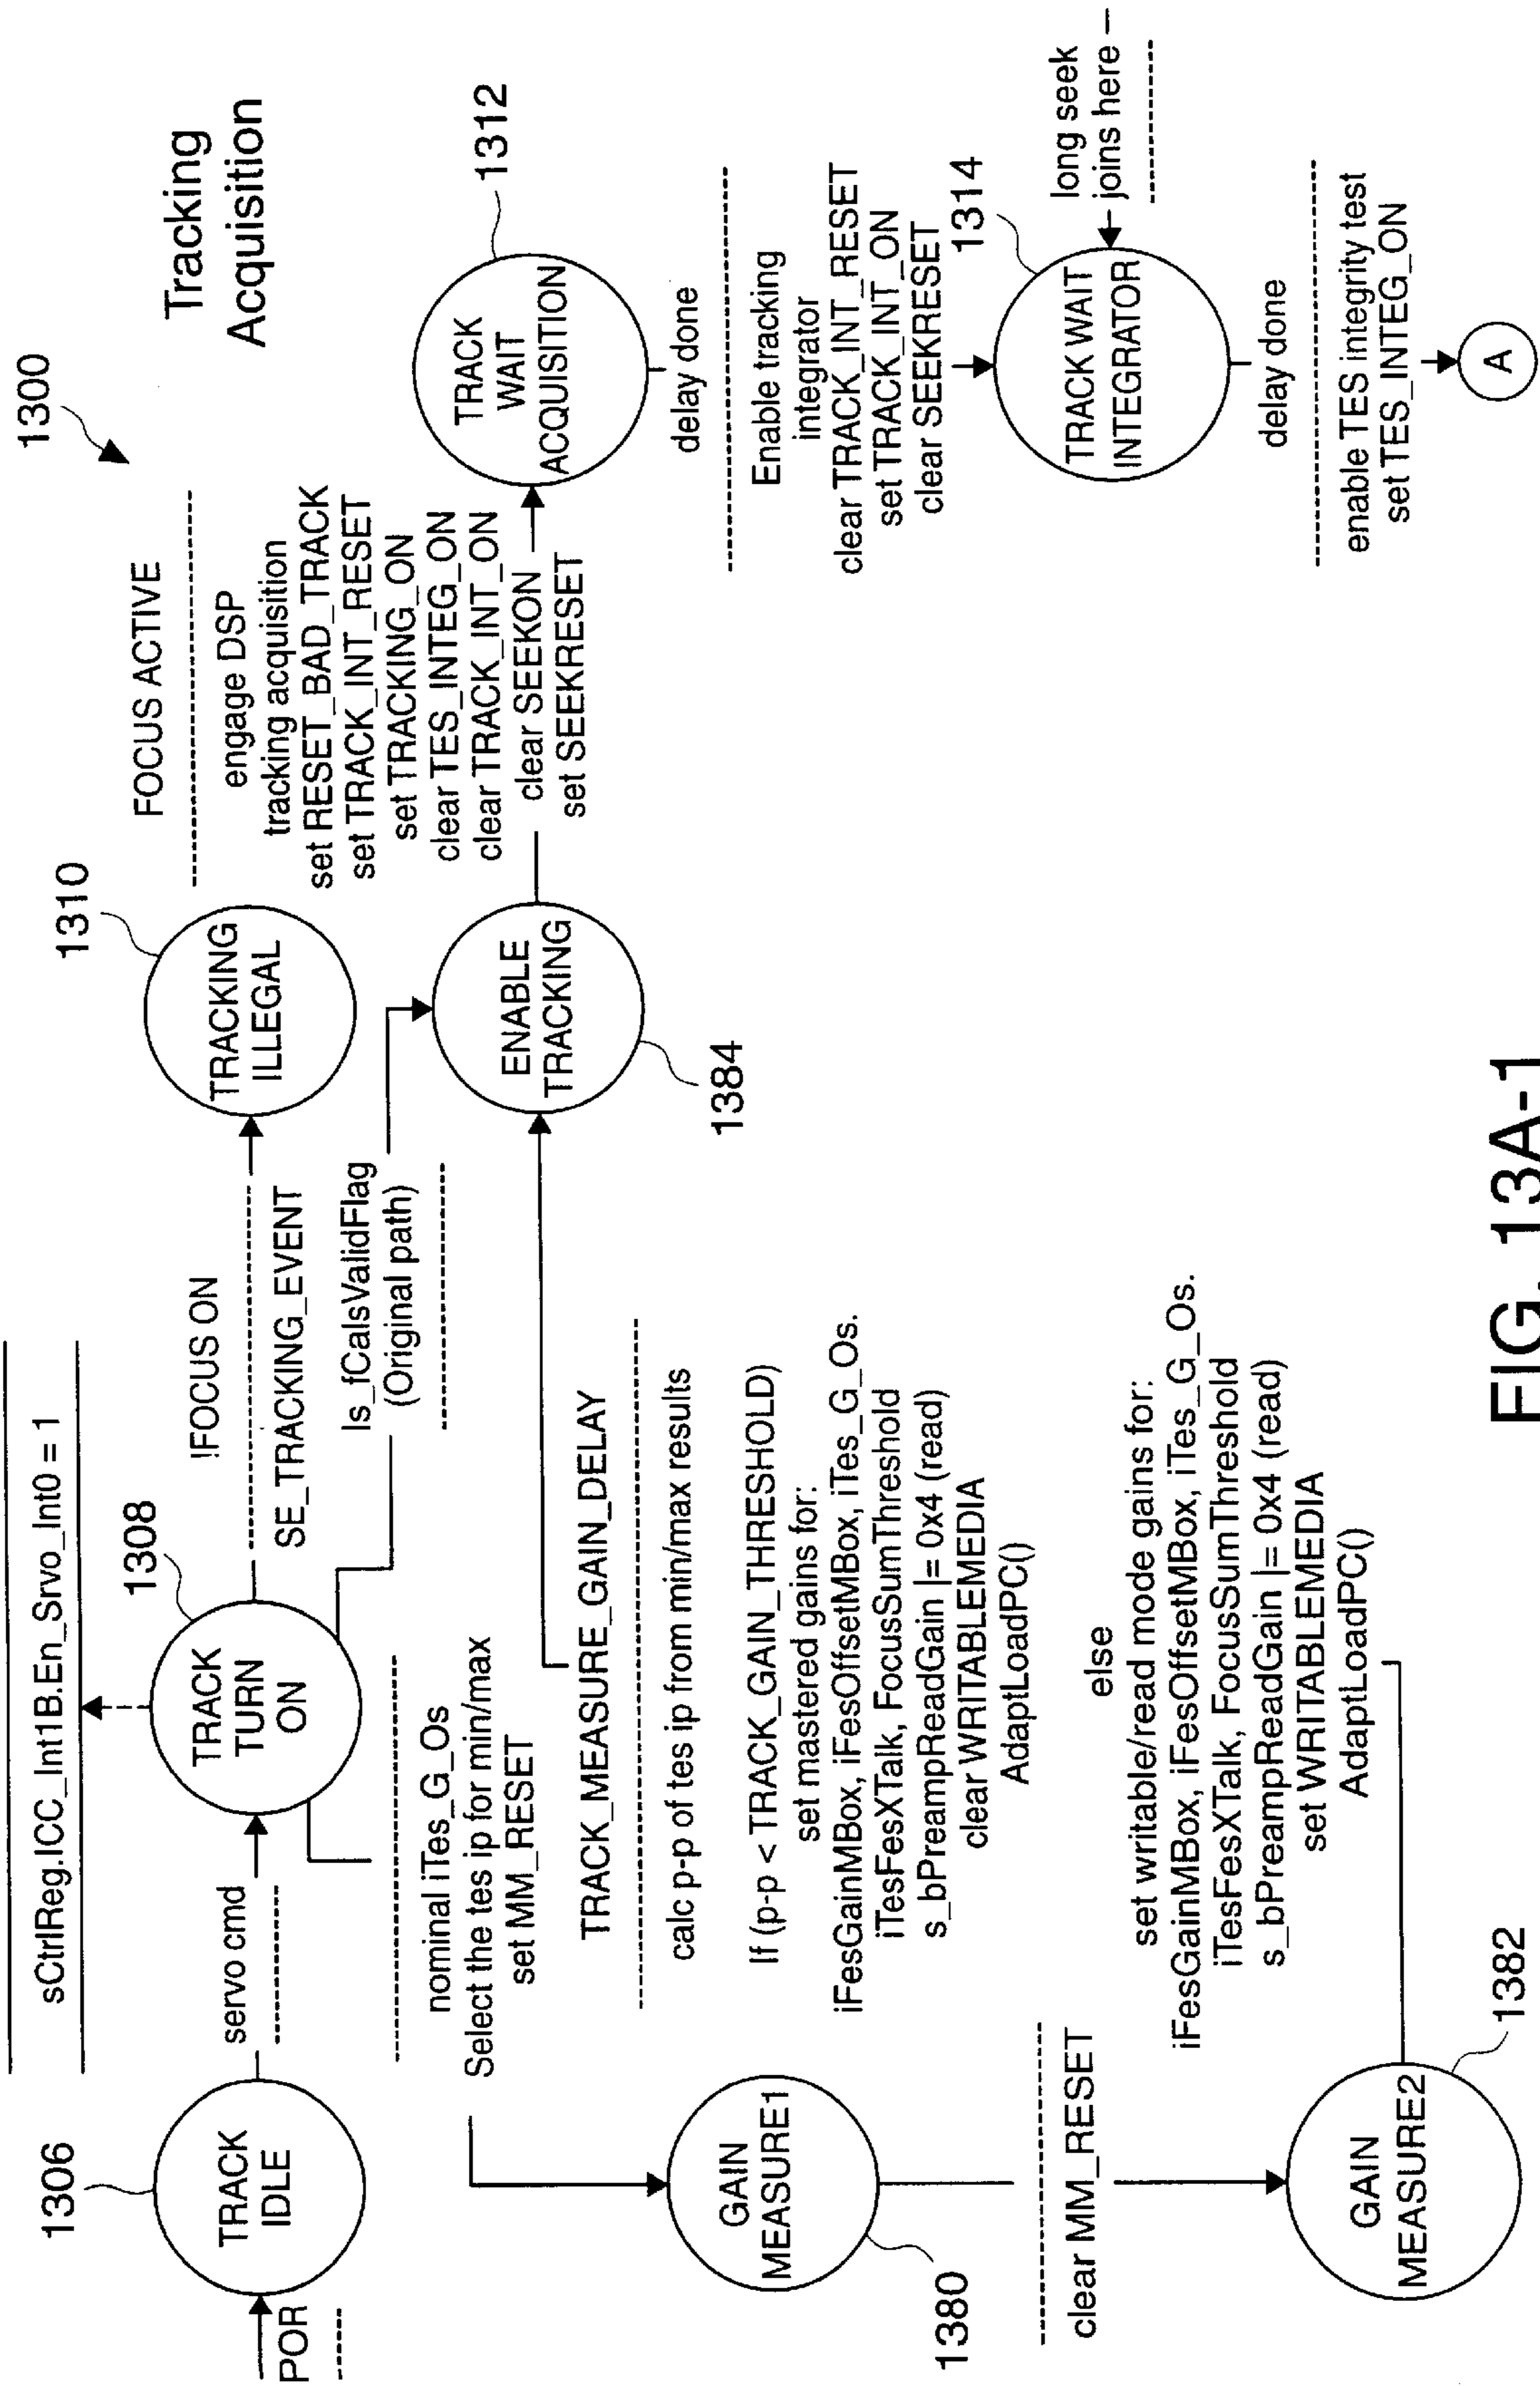 1300
Tracking
Acquisition
sCtrlReg.ICC_Int1B.En_Srvo_Int0 = 1
1306
TRACK
IDLE
POR
servo cmd
1308
TRACK
TURN
ON
!FOCUS ON
SE_TRACKING_EVENT
1310
TRACKING
ILLEGAL
FOCUS ACTIVE
Is_fCalsValidFlag
(Original path)
ENABLE
TRACKING
1384
engage DSP
tracking acquisition
set RESET_BAD_TRACK
set TRACK_INT_RESET
set TRACKING_ON
clear TES_INTEG_ON
clear TRACK_INT_ON
clear SEEKON
set SEEKRESET
1312
TRACK
WAIT
ACQUISITION
delay done
Enable tracking
integrator
clear TRACK_INT_RESET
set TRACK_INT_ON
clear SEEKRESET
1314
TRACK WAIT
INTEGRATOR
long seek
joins here
delay done
enable TES integrity test
set TES_INTEG_ON
A
nominal iTes_G_Os
Select the tes ip for min/max
set MM_RESET
GAIN
MEASURE1
1380
clear MM_RESET
GAIN
MEASURE2
1382
TRACK_MEASURE_GAIN_DELAY
calc p-p of tes ip from min/max results
If (p-p < TRACK_GAIN_THRESHOLD)
set mastered gains for:
iFesGainMBox, iFesOffsetMBox, iTes_G_Os.
iTesFesXTalk, FocusSumThreshold
s_bPreampReadGain |= 0x4 (read)
clear WRITABLEMEDIA
AdaptLoadPC()
else
set writable/read mode gains for:
iFesGainMBox, iFesOffsetMBox, iTes_G_Os.
iTesFesXTalk, FocusSumThreshold
s_bPreampReadGain |= 0x4 (read)
set WRITABLEMEDIA
AdaptLoadPC()
FIG. 13A-1